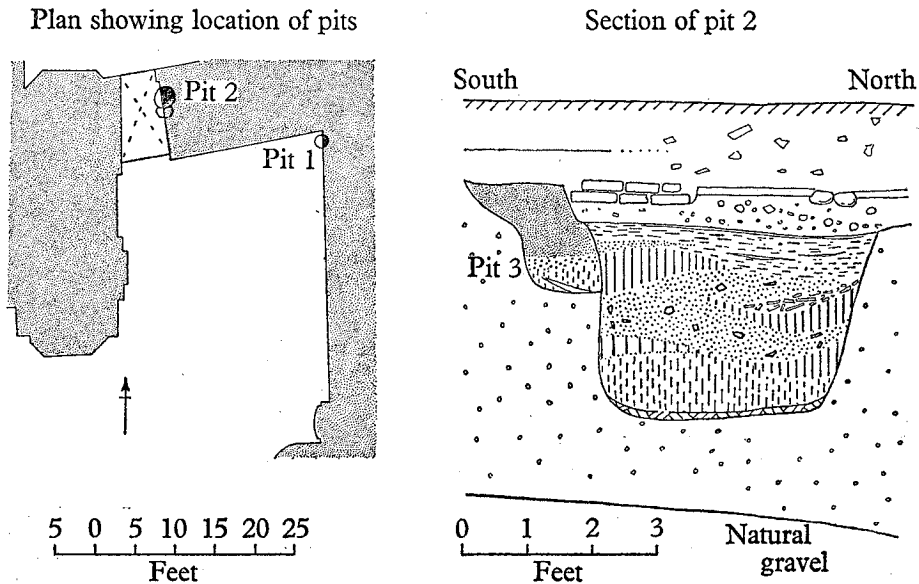 Plan showing location of pits
Pit 2
Pit 1
5 0 5 10 15 20 25
Feet
Section of pit 2
South North
Pit 3
0 1 2 3
Feet
Natural
gravel